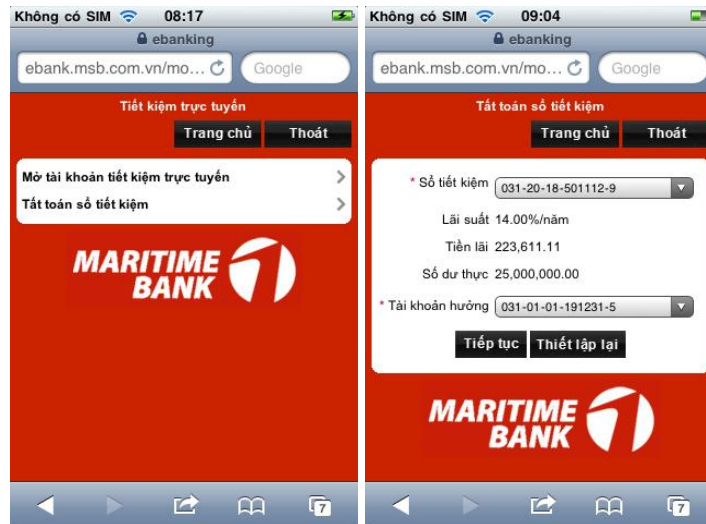 Không có SIM 08:17
ebanking
ebank.msb.com.vn/mo... Google
Tiết kiệm trực tuyến
Trang chủ Thoát
Mở tài khoản tiết kiệm trực tuyến
Tất toán sổ tiết kiệm
MARITIME
BANK
7
Không có SIM 09:04
ebanking
ebank.msb.com.vn/mo... Google
Tất toán sổ tiết kiệm
Trang chủ Thoát
* Sổ tiết kiệm 031-20-18-501112-9
Lãi suất 14.00%/năm
Tiền lãi 223,611.11
Số dư thực 25,000,000.00
* Tài khoản hưởng 031-01-01-191231-5
Tiếp tục Thiết lập lại
MARITIME
BANK
7